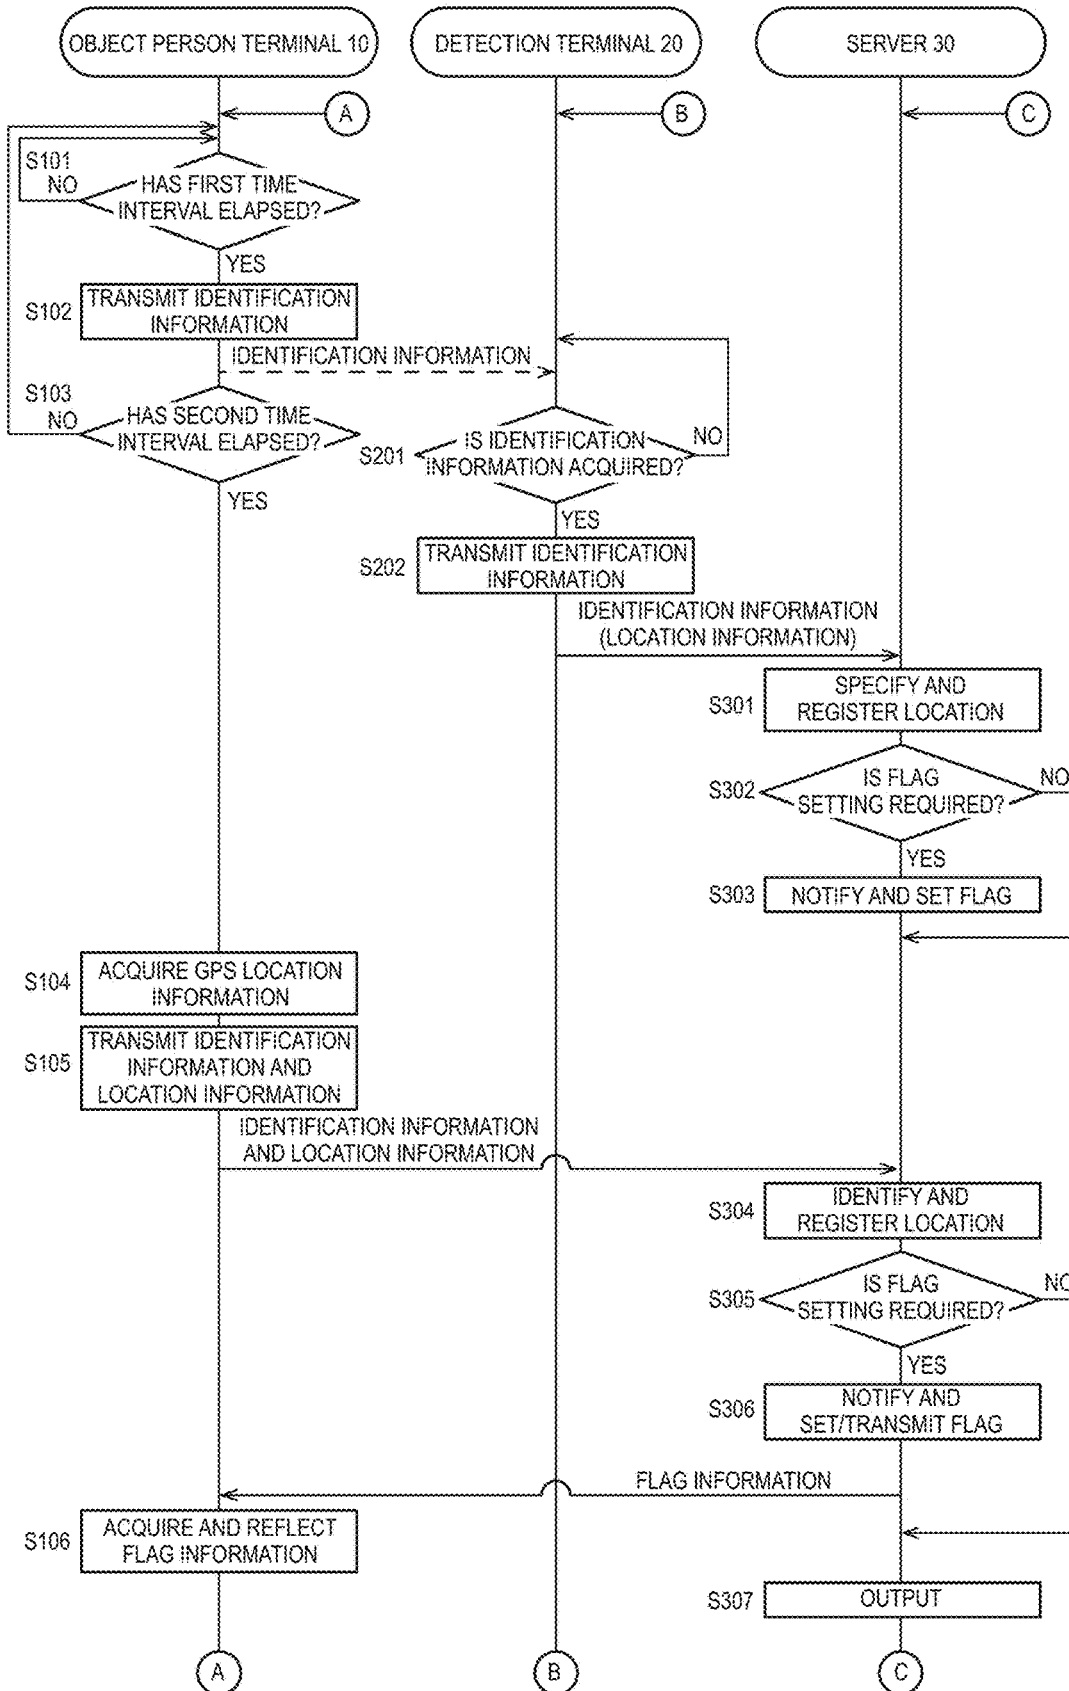 OBJECT PERSON TERMINAL 10
DETECTION TERMINAL 20
SERVER 30
A
B
C
S101
NO
HAS FIRST TIME
INTERVAL ELAPSED?
YES
S102
TRANSMIT IDENTIFICATION
INFORMATION
IDENTIFICATION INFORMATION
S103
NO
HAS SECOND TIME
INTERVAL ELAPSED?
YES
S201
IS IDENTIFICATION
INFORMATION ACQUIRED?
NO
YES
S202
TRANSMIT IDENTIFICATION
INFORMATION
IDENTIFICATION INFORMATION
(LOCATION INFORMATION)
S301
SPECIFY AND
REGISTER LOCATION
S302
IS FLAG
SETTING REQUIRED?
NO
YES
S303
NOTIFY AND SET FLAG
S104
ACQUIRE GPS LOCATION
INFORMATION
S105
TRANSMIT IDENTIFICATION
INFORMATION AND
LOCATION INFORMATION
IDENTIFICATION INFORMATION
AND LOCATION INFORMATION
S304
IDENTIFY AND
REGISTER LOCATION
S305
IS FLAG
SETTING REQUIRED?
NO
YES
S306
NOTIFY AND
SET/TRANSMIT FLAG
FLAG INFORMATION
S106
ACQUIRE AND REFLECT
FLAG INFORMATION
S307
OUTPUT
A
B
C